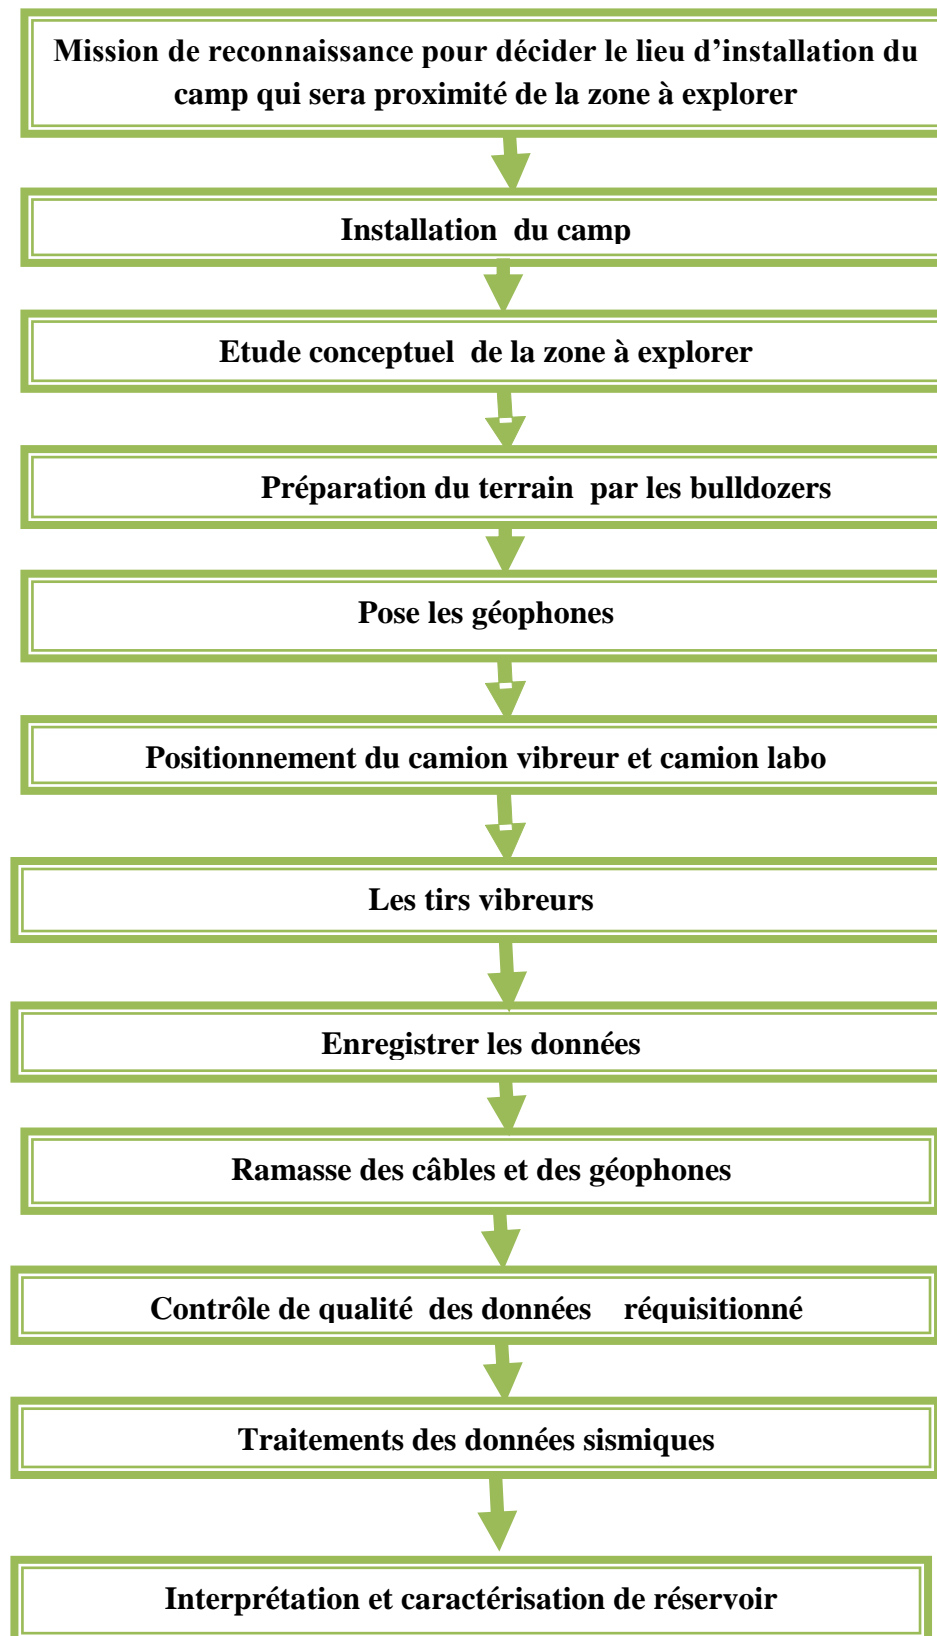 Mission de reconnaissance pour décider le lieu d’installation du
camp qui sera proximité de la zone à explorer
Installation du camp
Etude conceptuel de la zone à explorer
Préparation du terrain par les bulldozers
Pose les géophones
Positionnement du camion vibreur et camion labo
Les tirs vibreurs
Enregistrer les données
Ramasse des câbles et des géophones
Contrôle de qualité des données réquisitionné
Traitements des données sismiques
Interprétation et caractérisation de réservoir